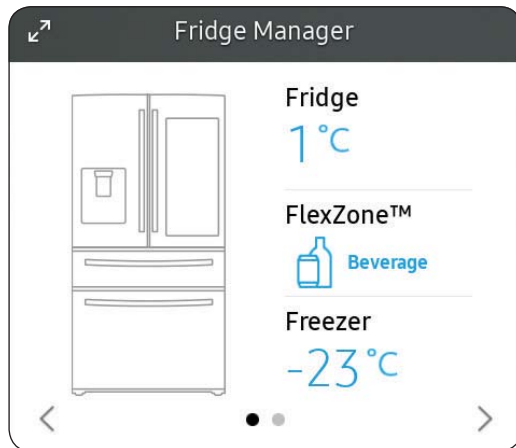 Fridge Manager
Fridge
1°C
FlexZone™
Beverage
Freezer
-23°C